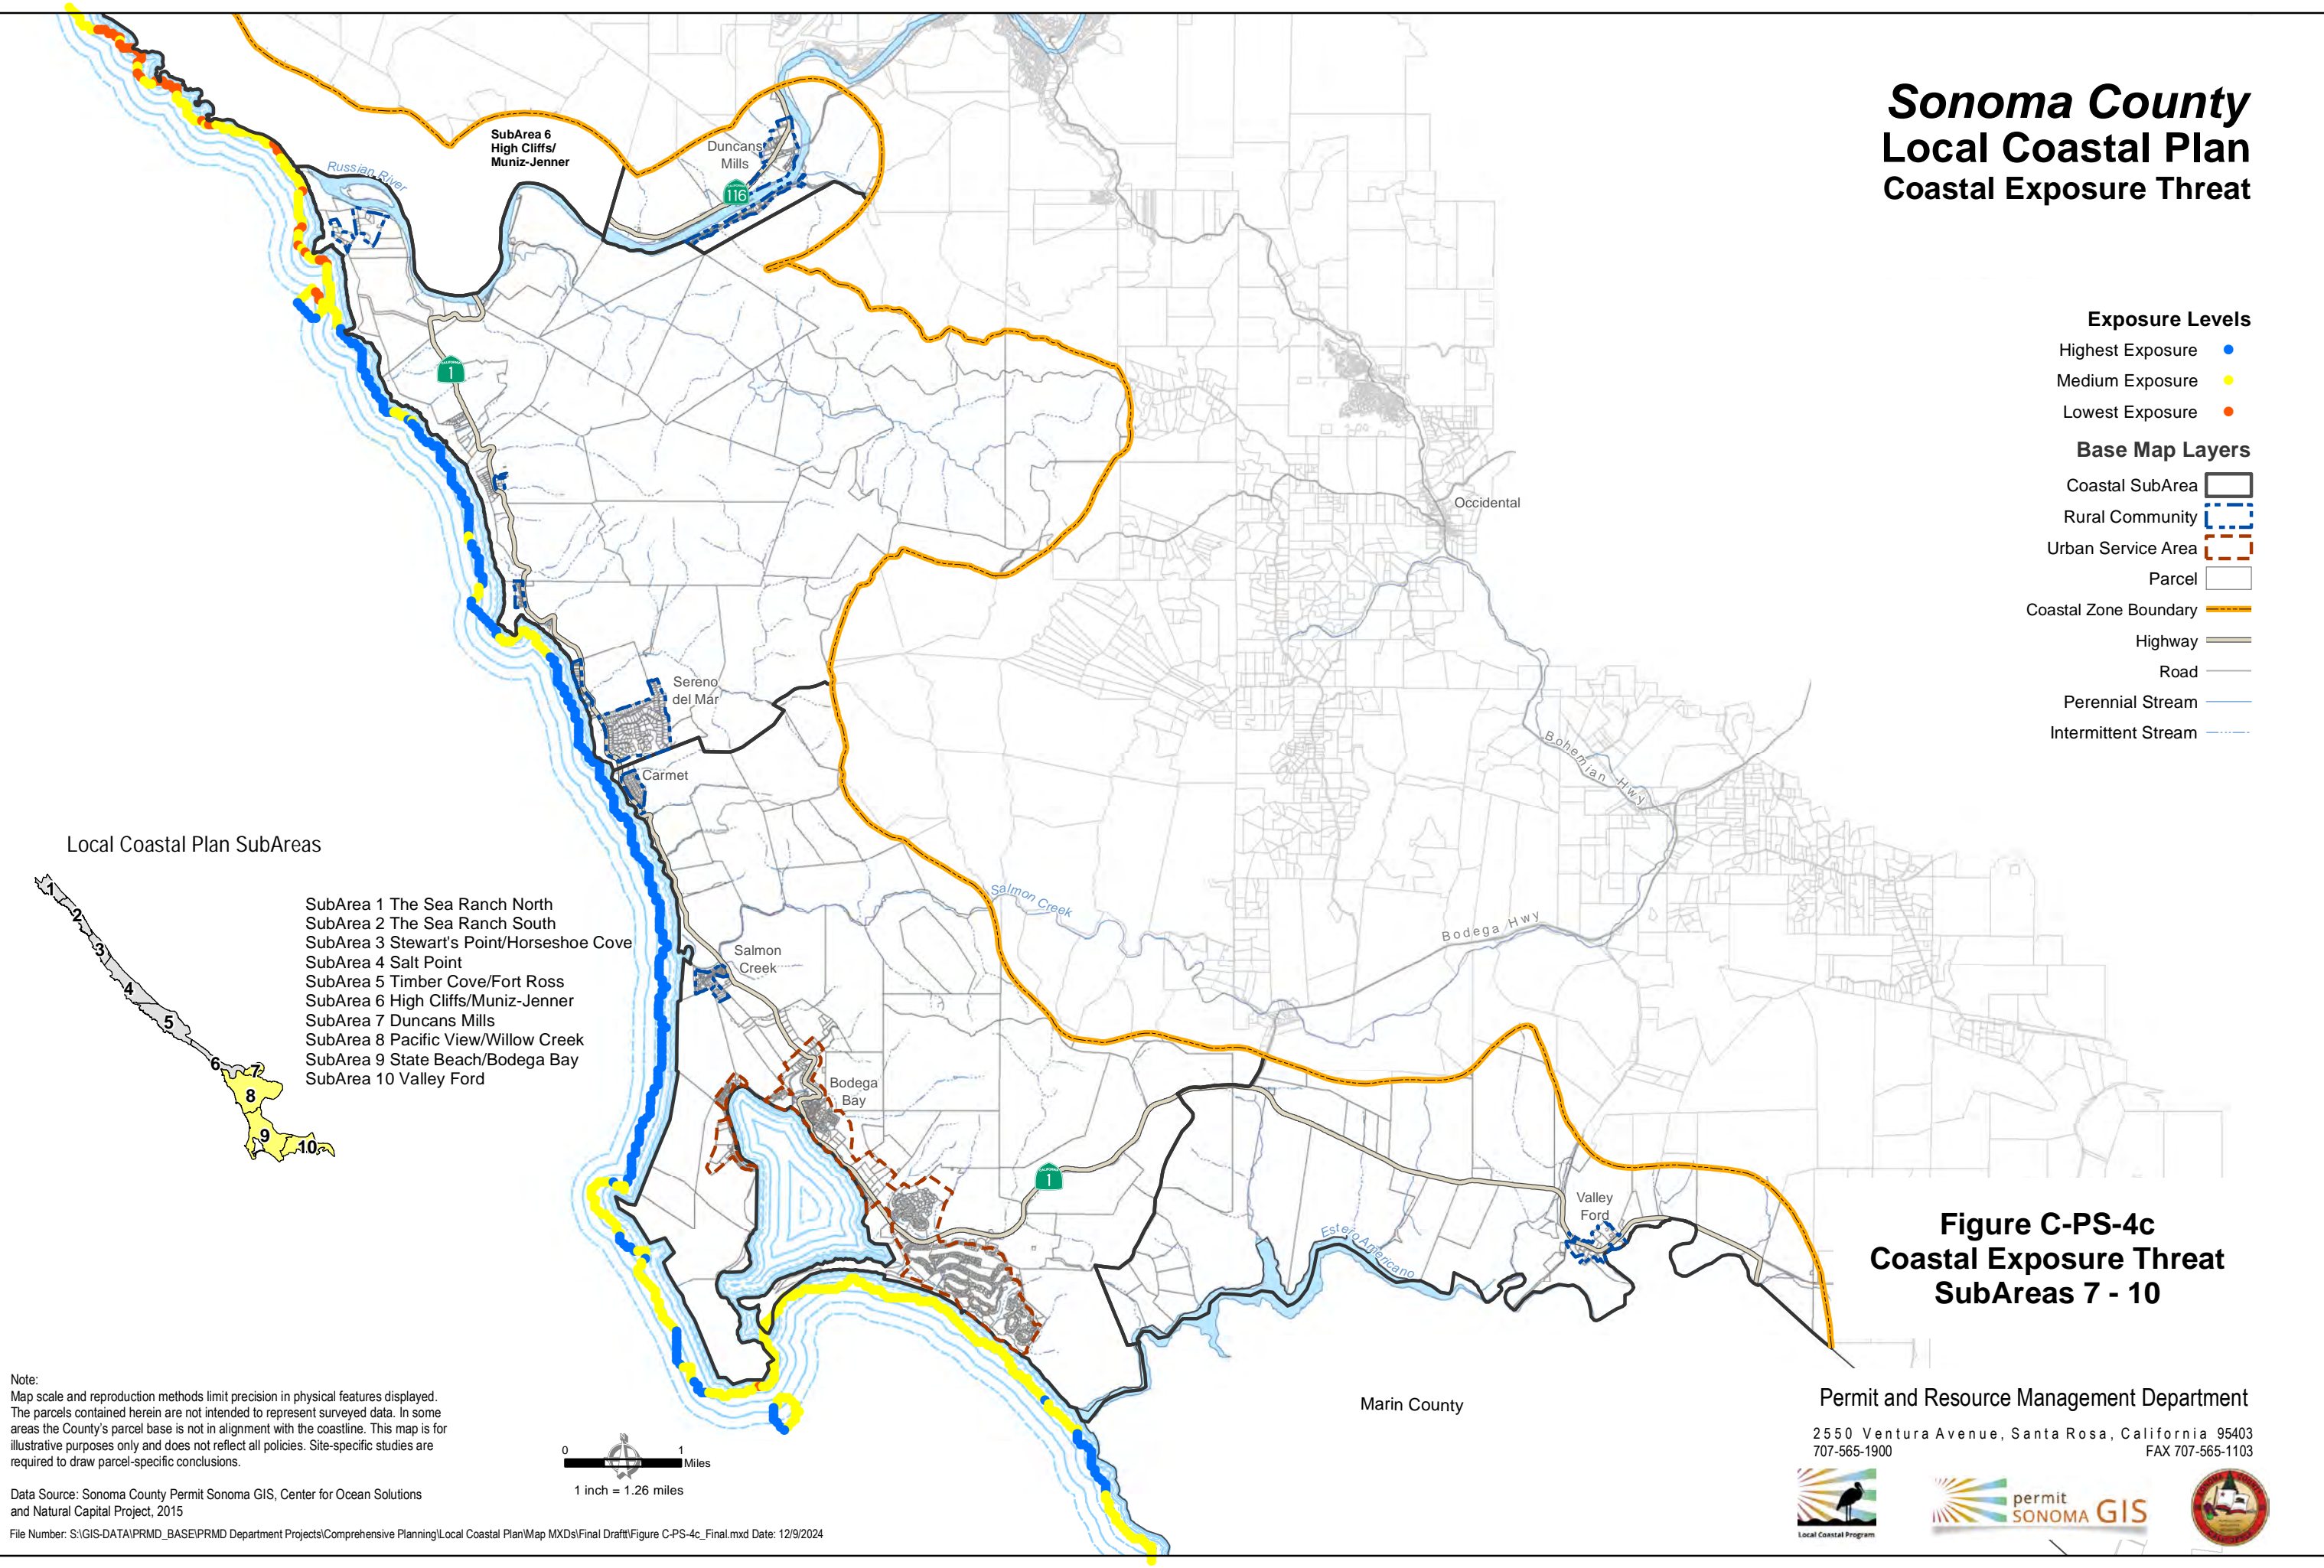 Sonoma County
Local Coastal Plan
Coastal Exposure Threat
Exposure Levels
Highest Exposure
Medium Exposure
Lowest Exposure
Base Map Layers
Coastal SubArea
Rural Community
Urban Service Area
Parcel
Coastal Zone Boundary
Highway
Road
Perennial Stream
Intermittent Stream
SubArea 6
High Cliffs/
Muniz-Jenner
Russian River
Duncans
Mills
116
1
Occidental
Sereno
del Mar
Carmet
Bohemian Hwy
Bodega Hwy
Salmon Creek
Salmon
Creek
Bodega
Bay
1
Valley
Ford
Estero Americano
Marin County
Local Coastal Plan SubAreas
1
2
3
4
5
6
7
8
9
10
SubArea 1 The Sea Ranch North
SubArea 2 The Sea Ranch South
SubArea 3 Stewart's Point/Horseshoe Cove
SubArea 4 Salt Point
SubArea 5 Timber Cove/Fort Ross
SubArea 6 High Cliffs/Muniz-Jenner
SubArea 7 Duncans Mills
SubArea 8 Pacific View/Willow Creek
SubArea 9 State Beach/Bodega Bay
SubArea 10 Valley Ford
Figure C-PS-4c
Coastal Exposure Threat
SubAreas 7 - 10
Note:
Map scale and reproduction methods limit precision in physical features displayed.
The parcels contained herein are not intended to represent surveyed data. In some
areas the County's parcel base is not in alignment with the coastline. This map is for
illustrative purposes only and does not reflect all policies. Site-specific studies are
required to draw parcel-specific conclusions.
Data Source: Sonoma County Permit Sonoma GIS, Center for Ocean Solutions
and Natural Capital Project, 2015
File Number: S:\GIS-DATA\PRMD_BASE\PRMD Department Projects\Comprehensive Planning\Local Coastal Plan\Map MXDs\Final Draftt\Figure C-PS-4c_Final.mxd Date: 12/9/2024
0 1
Miles
1 inch = 1.26 miles
Permit and Resource Management Department
2550 Ventura Avenue, Santa Rosa, California 95403
707-565-1900 FAX 707-565-1103
Local Coastal Program
permit
SONOMA GIS